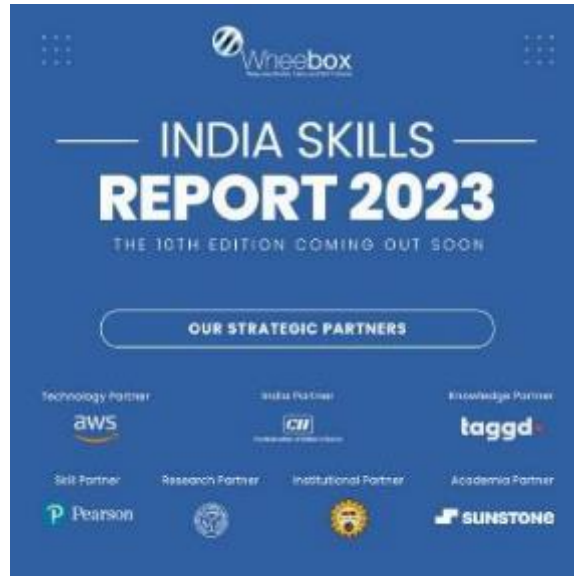 Wheebox
INDIA SKILLS
REPORT 2023
THE 10TH EDITION COMING OUT SOON
OUR STRATEGIC PARTNERS
Technology Partner
India Partner
Knowledge Partner
aws
CII
taggd
Skill Partner
Research Partner
Institutional Partner
Academia Partner
Pearson
SUNSTONE